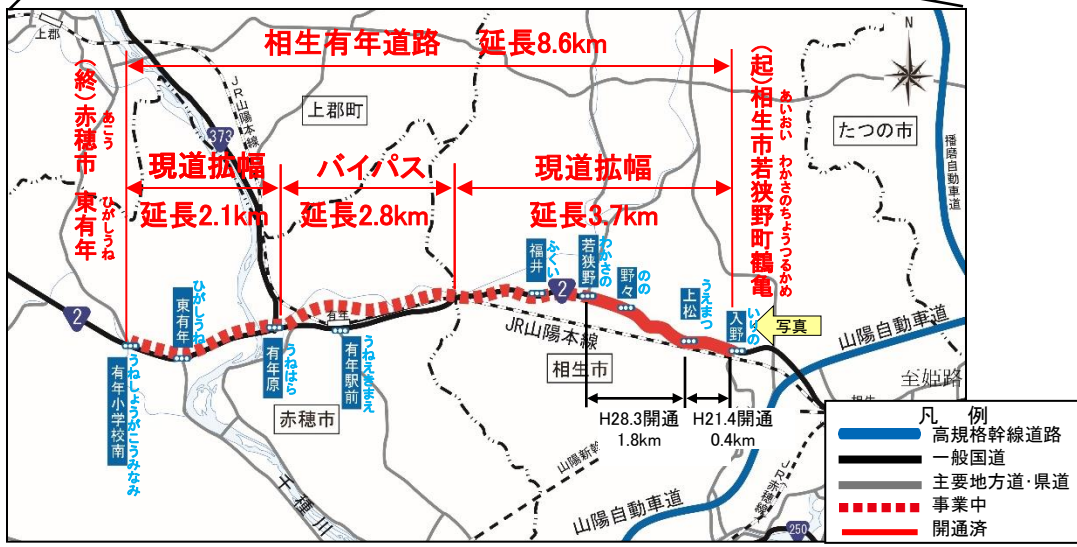 上郡
相生有年道路 延長8.6km
N
(終)赤穂市 東有年
あこう
ひがしうね
(起)相生市若狭野町鶴亀
あいおい わかさのちょうつるかめ
JR山陽本線
373
上郡町
たつの市
播磨自動車道
現道拡幅
延長2.1km
バイパス
延長2.8km
現道拡幅
延長3.7km
福井
ふくい
若狭野
わかさの
野々
のの
上松
うえまつ
入野
いりの
写真
2
2
東有年
ひがしうね
有年小学校南
うねしょうがこうみなみ
有年原
うねはら
有年
有年駅前
うねえきまえ
JR山陽本線
相生市
赤穂市
山陽自動車道
至姫路
相生
H28.3開通
1.8km
H21.4開通
0.4km
山陽新幹線
千種川
山陽自動車道
JR赤穂線
250
凡 例
高規格幹線道路
一般国道
主要地方道・県道
事業中
開通済